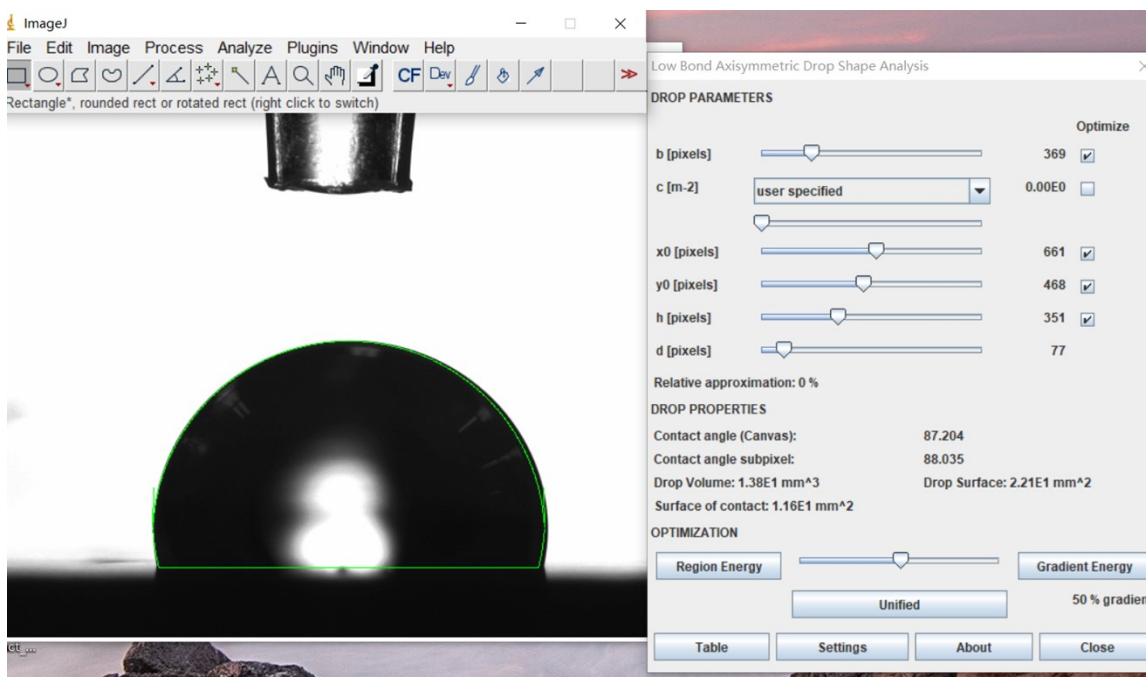 ImageJ
File Edit Image Process Analyze Plugins Window Help
CF Dev
Rectangle*, rounded rect or rotated rect (right click to switch)
Low Bond Axisymmetric Drop Shape Analysis
DROP PARAMETERS
Optimize
b [pixels] 369
c [m-2] user specified 0.00E0
x0 [pixels] 661
y0 [pixels] 468
h [pixels] 351
d [pixels] 77
Relative approximation: 0 %
DROP PROPERTIES
Contact angle (Canvas): 87.204
Contact angle subpixel: 88.035
Drop Volume: 1.38E1 mm^3 Drop Surface: 2.21E1 mm^2
Surface of contact: 1.16E1 mm^2
OPTIMIZATION
Region Energy Gradient Energy
Unified 50 % gradien
Table Settings About Close
ct_...